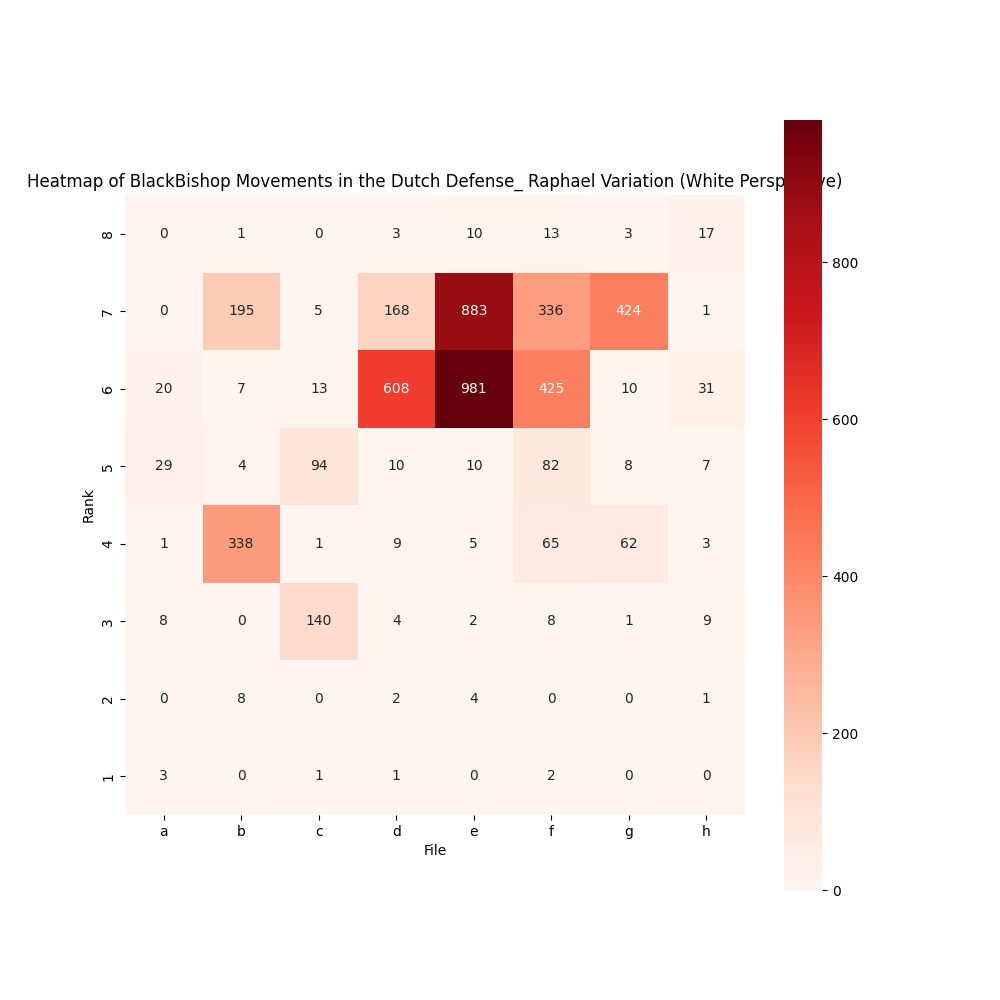 Heatmap of BlackBishop Movements in the Dutch Defense_ Raphael Variation (White Perspective)
8 0 1 0 3 10 13 3 17
7 0 195 5 168 883 336 424 1
6 20 7 13 608 981 425 10 31
5 29 4 94 10 10 82 8 7
4 1 338 1 9 5 65 62 3
3 8 0 140 4 2 8 1 9
2 0 8 0 2 4 0 0 1
1 3 0 1 1 0 2 0 0
a b c d e f g h
File
Rank
800
600
400
200
0